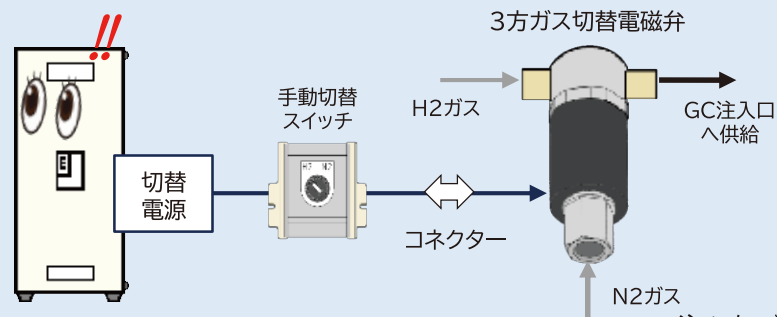 !!
3方ガス切替電磁弁
手動切替
スイッチ
H2ガス
GC注入口
へ供給
H2 N2
E
切替
電源
コネクター
N2ガス